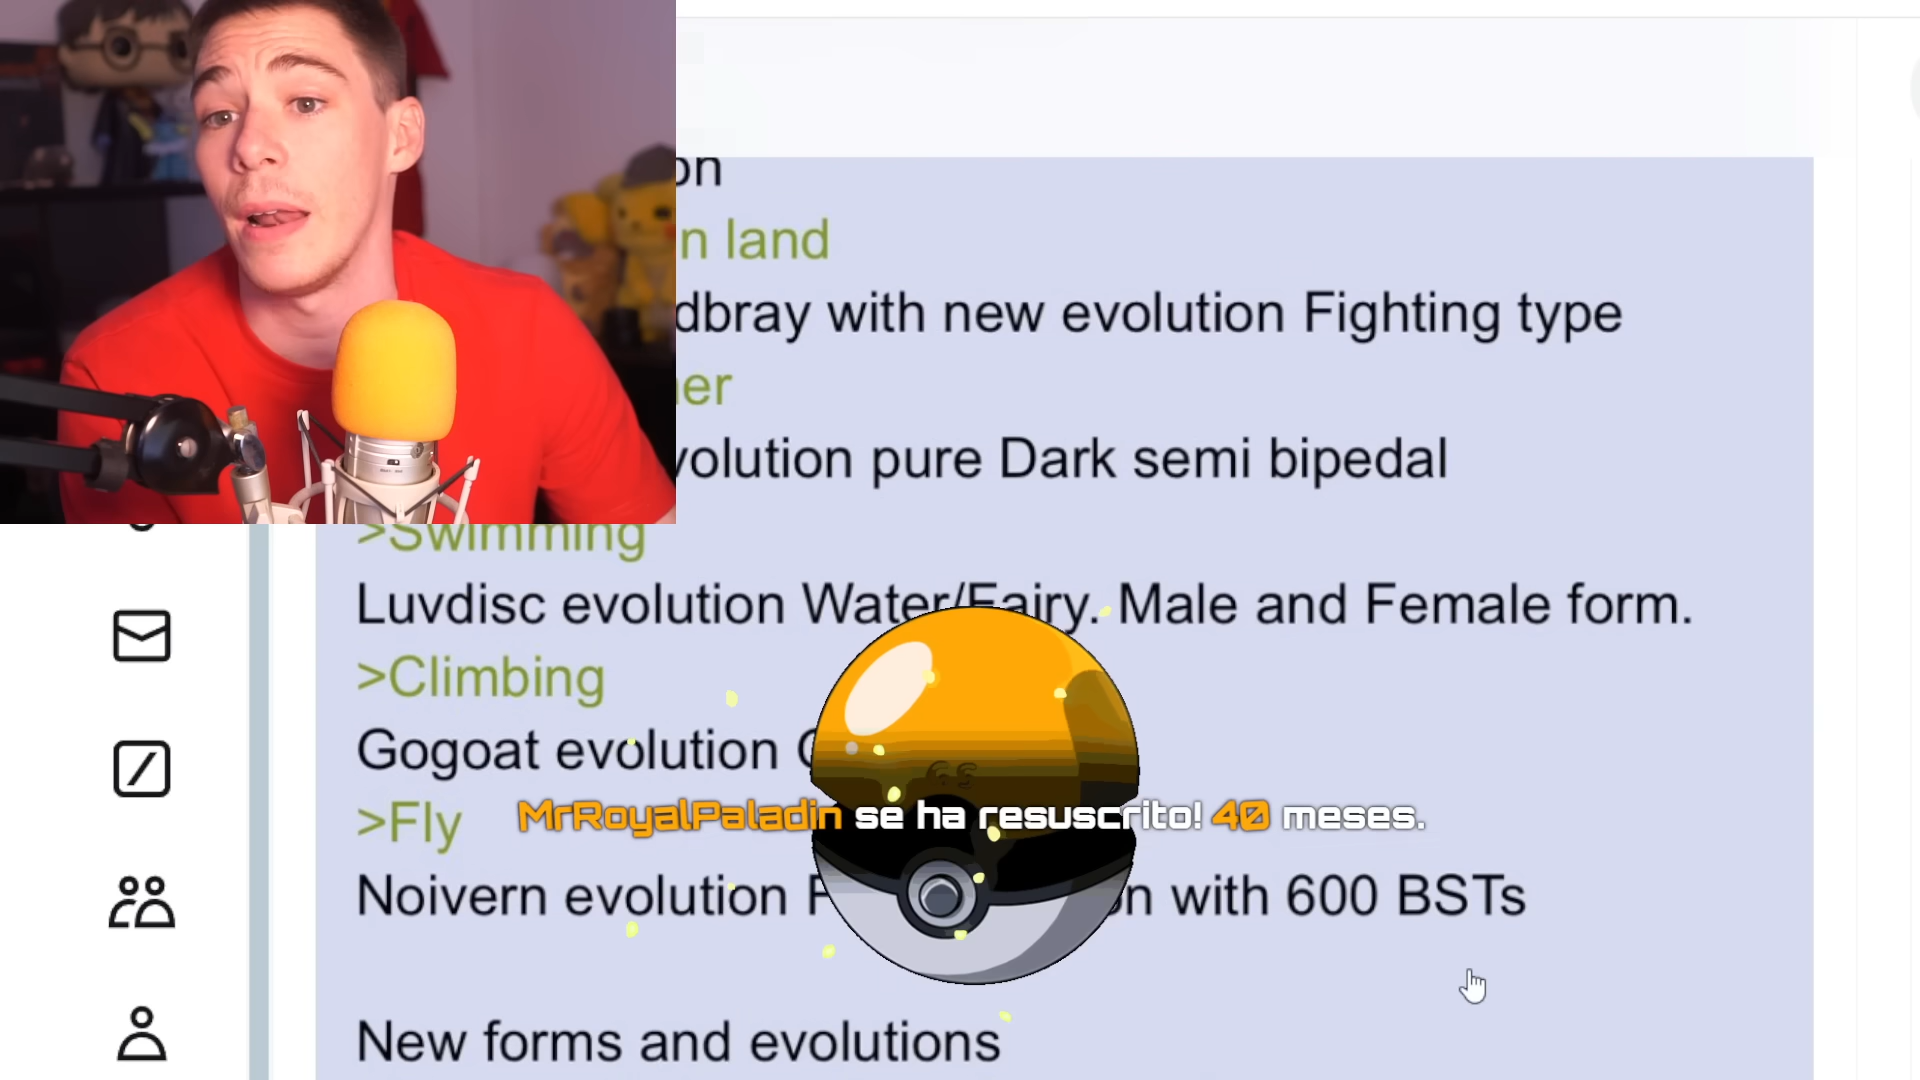 on
n land
dbray with new evolution Fighting type
er
volution pure Dark semi bipedal
>Swimming
Luvdisc evolution Water/Fairy. Male and Female form.
>Climbing
Gogoat evolution
>Fly
MrRoyalPaladin se ha resuscrito! 40 meses.
Noivern evolution F n with 600 BSTs
New forms and evolutions